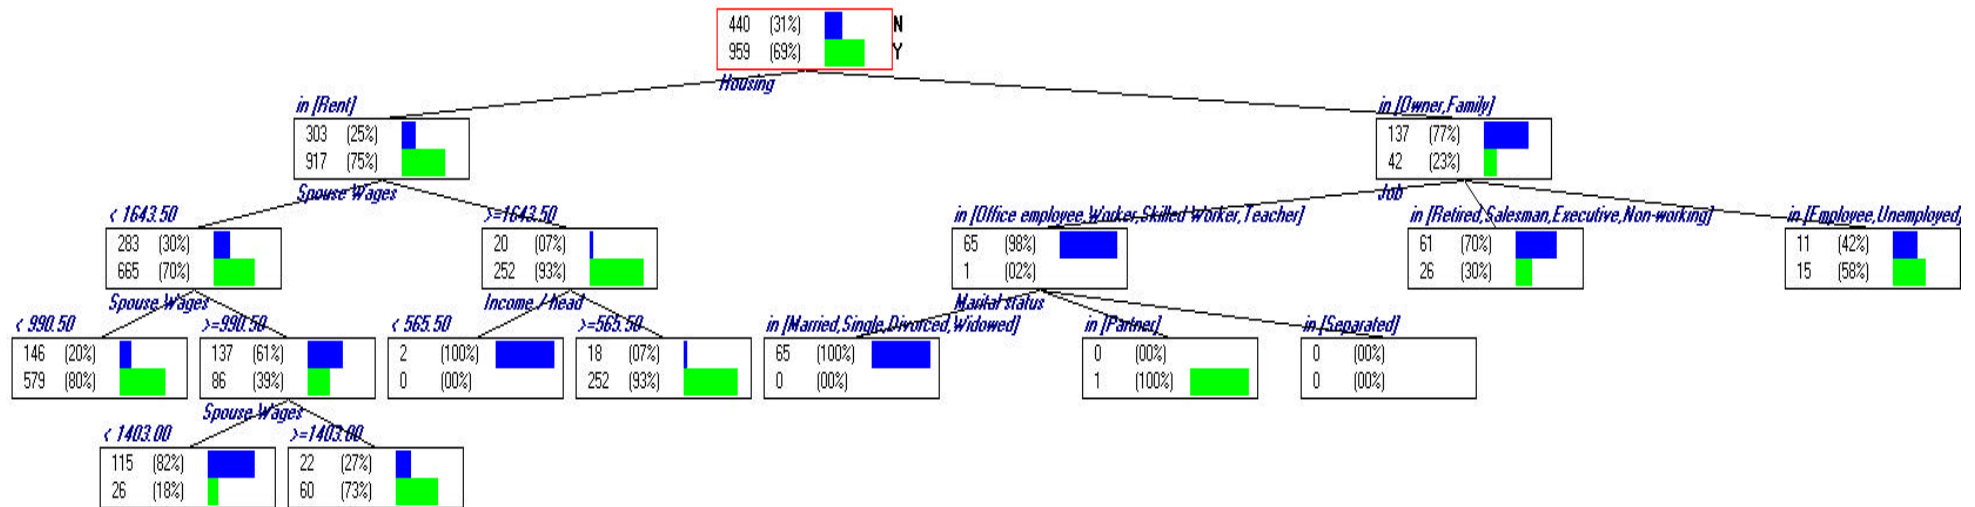 440 (31%) N
959 (69%) Y
Housing
in [Rent]
303 (25%)
917 (75%)
Spouse Wages
in [Owner,Family]
137 (77%)
42 (23%)
Job
< 1643.50
283 (30%)
665 (70%)
Spouse Wages
>=1643.50
20 (07%)
252 (93%)
Income / head
in [Office employee,Worker,Skilled Worker,Teacher]
65 (98%)
1 (02%)
Marital status
in [Retired,Salesman,Executive,Non-working]
61 (70%)
26 (30%)
in [Employee,Unemployed]
11 (42%)
15 (58%)
< 990.50
146 (20%)
579 (80%)
>=990.50
137 (61%)
86 (39%)
Spouse Wages
< 565.50
2 (100%)
0 (00%)
>=565.50
18 (07%)
252 (93%)
in [Married,Single,Divorced,Widowed]
65 (100%)
0 (00%)
in [Partner]
0 (00%)
1 (100%)
in [Separated]
0 (00%)
0 (00%)
< 1403.00
115 (82%)
26 (18%)
>=1403.00
22 (27%)
60 (73%)